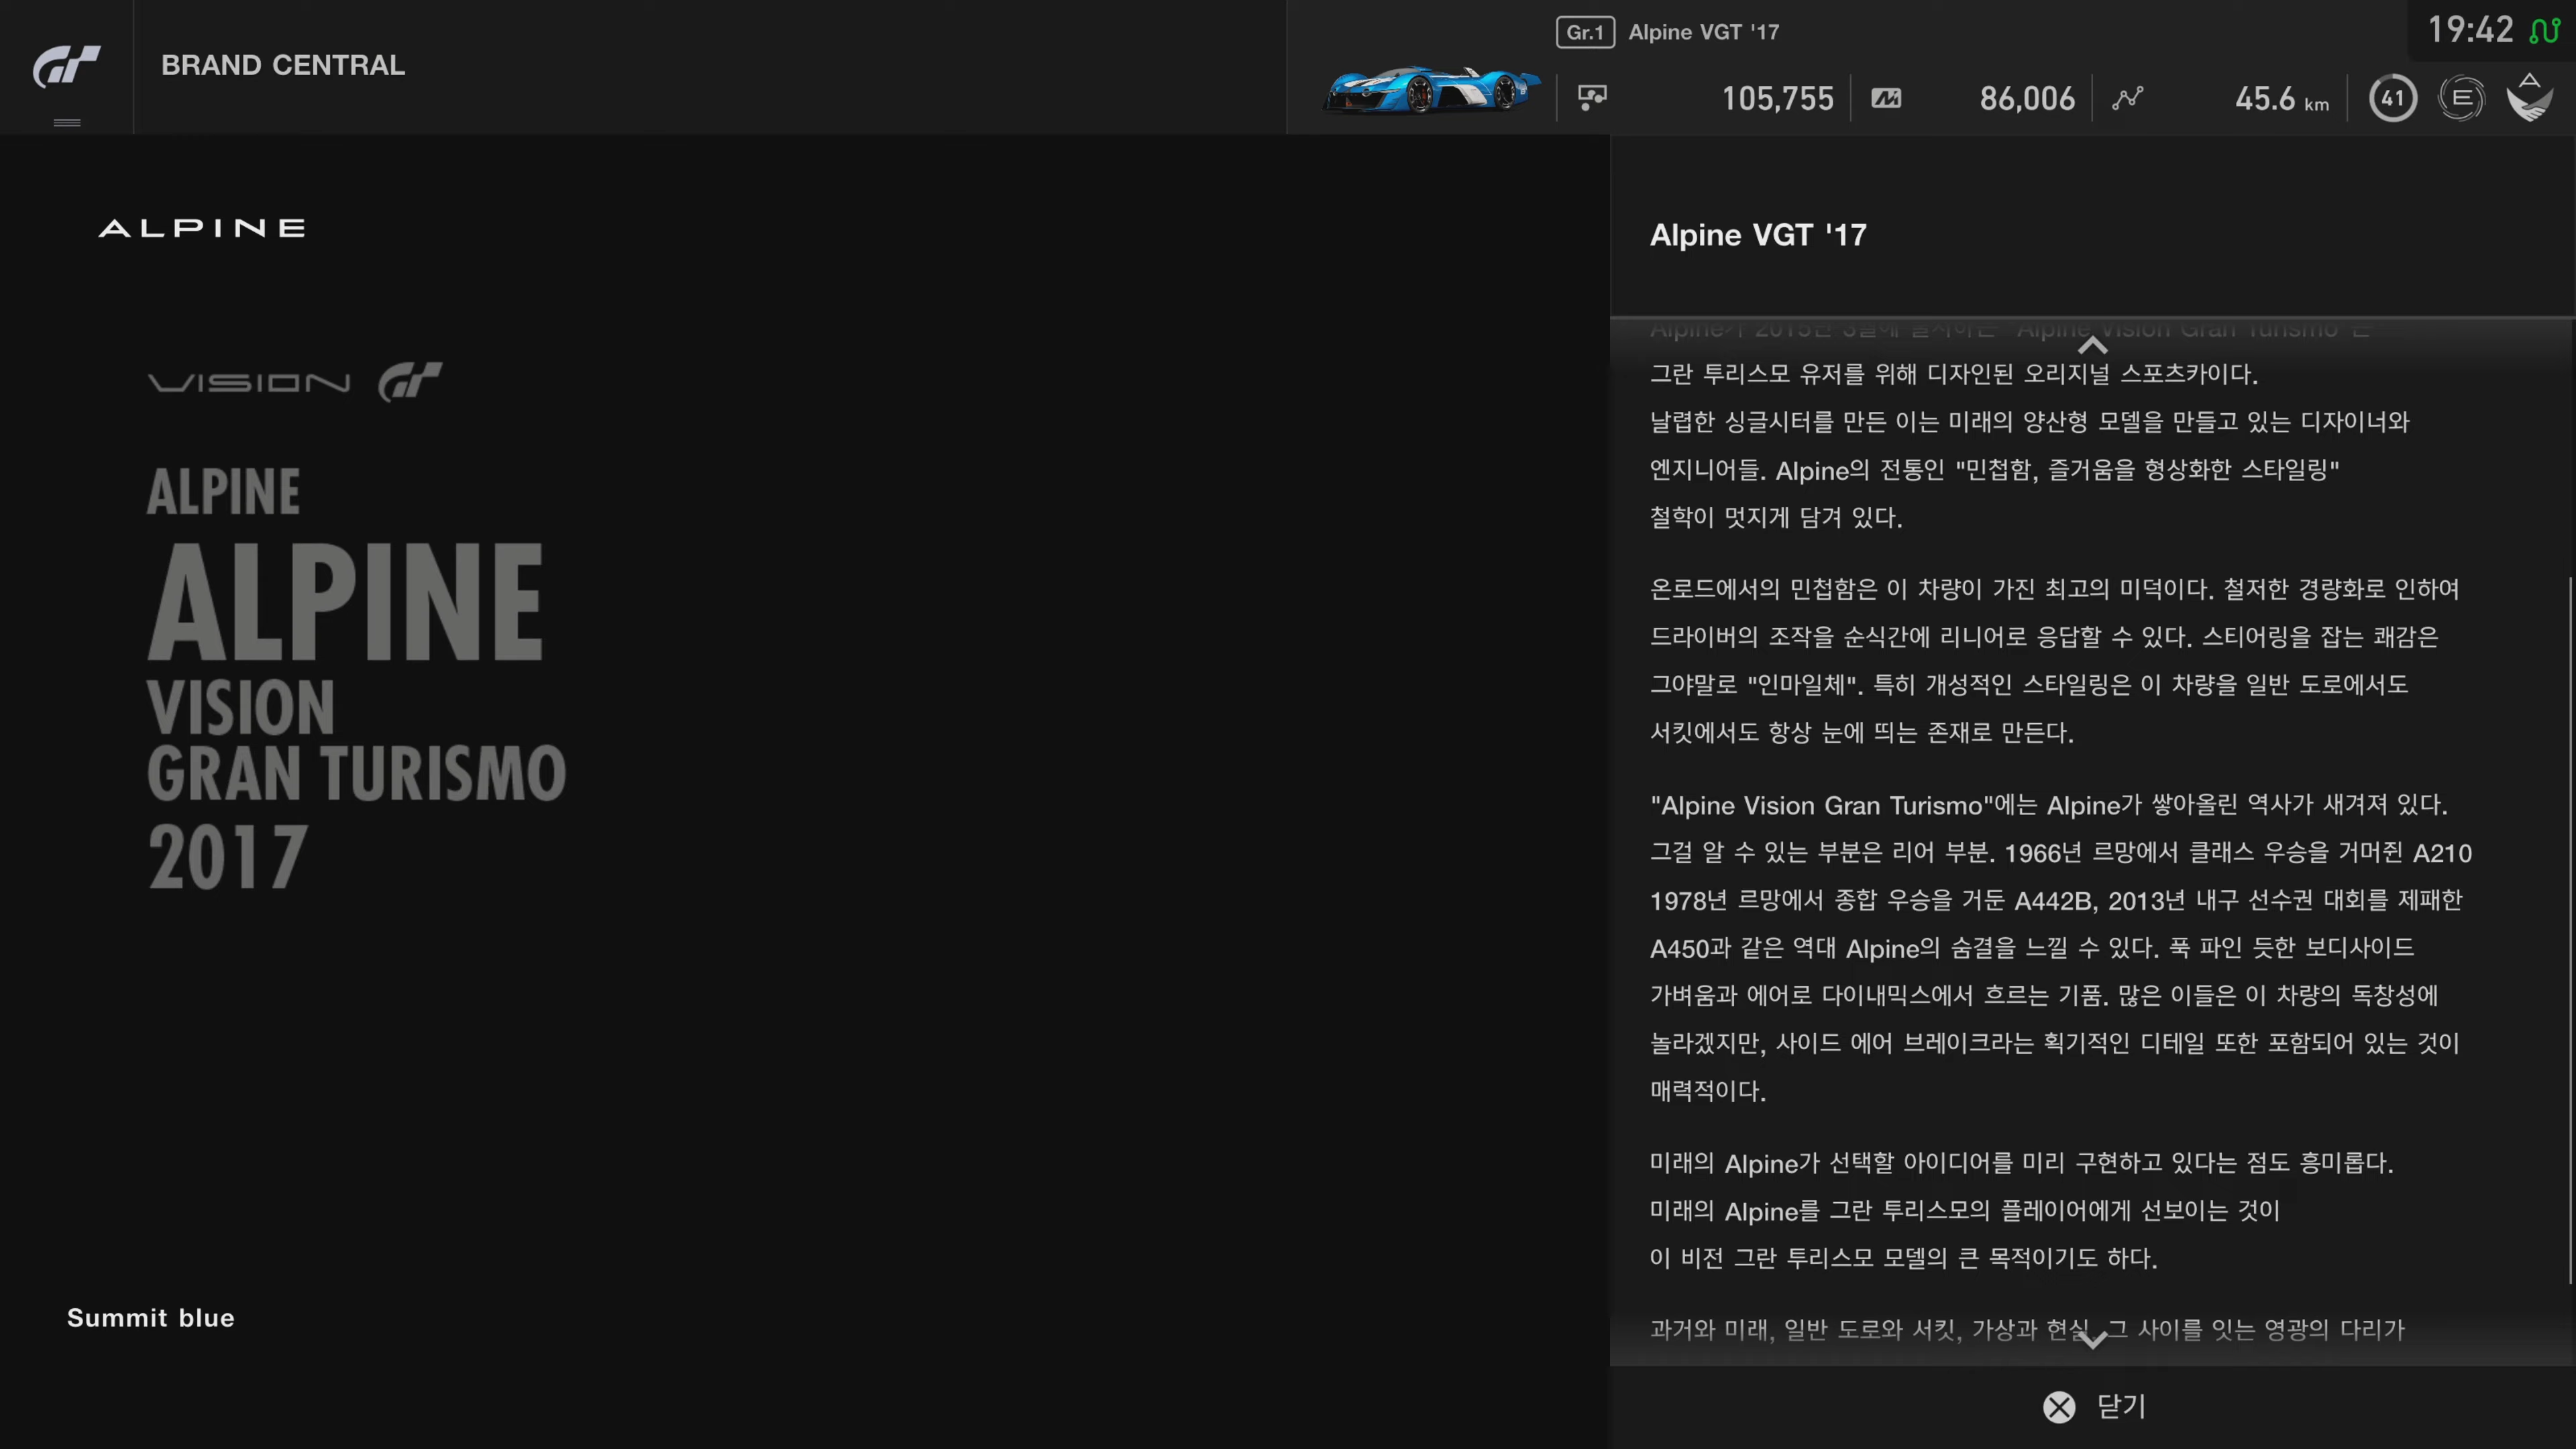 BRAND CENTRAL
Gr.1 Alpine VGT '17
19:42
105,755
86,006
45.6 km
41
E
A
ALPINE
VISION GT
ALPINE
ALPINE
VISION
GRAN TURISMO
2017
Summit blue
Alpine VGT '17
Alpine가 2015년 3월에 "Alpine Vision Gran Turismo"는
그란 투리스모 유저를 위해 디자인된 오리지널 스포츠카이다.
날렵한 싱글시터를 만든 이는 미래의 양산형 모델을 만들고 있는 디자이너와
엔지니어들. Alpine의 전통인 "민첩함, 즐거움을 형상화한 스타일링"
철학이 멋지게 담겨 있다.
온로드에서의 민첩함은 이 차량이 가진 최고의 미덕이다. 철저한 경량화로 인하여
드라이버의 조작을 순식간에 리니어로 응답할 수 있다. 스티어링을 잡는 쾌감은
그야말로 "인마일체". 특히 개성적인 스타일링은 이 차량을 일반 도로에서도
서킷에서도 항상 눈에 띄는 존재로 만든다.
"Alpine Vision Gran Turismo"에는 Alpine가 쌓아올린 역사가 새겨져 있다.
그걸 알 수 있는 부분은 리어 부분. 1966년 르망에서 클래스 우승을 거머쥔 A210
1978년 르망에서 종합 우승을 거둔 A442B, 2013년 내구 선수권 대회를 제패한
A450과 같은 역대 Alpine의 숨결을 느낄 수 있다. 푹 파인 듯한 보디사이드
가벼움과 에어로 다이내믹스에서 흐르는 기품. 많은 이들은 이 차량의 독창성에
놀라겠지만, 사이드 에어 브레이크라는 획기적인 디테일 또한 포함되어 있는 것이
매력적이다.
미래의 Alpine가 선택할 아이디어를 미리 구현하고 있다는 점도 흥미롭다.
미래의 Alpine를 그란 투리스모의 플레이어에게 선보이는 것이
이 비전 그란 투리스모 모델의 큰 목적이기도 하다.
과거와 미래, 일반 도로와 서킷, 가상과 현실, 그 사이를 잇는 영광의 다리가
닫기